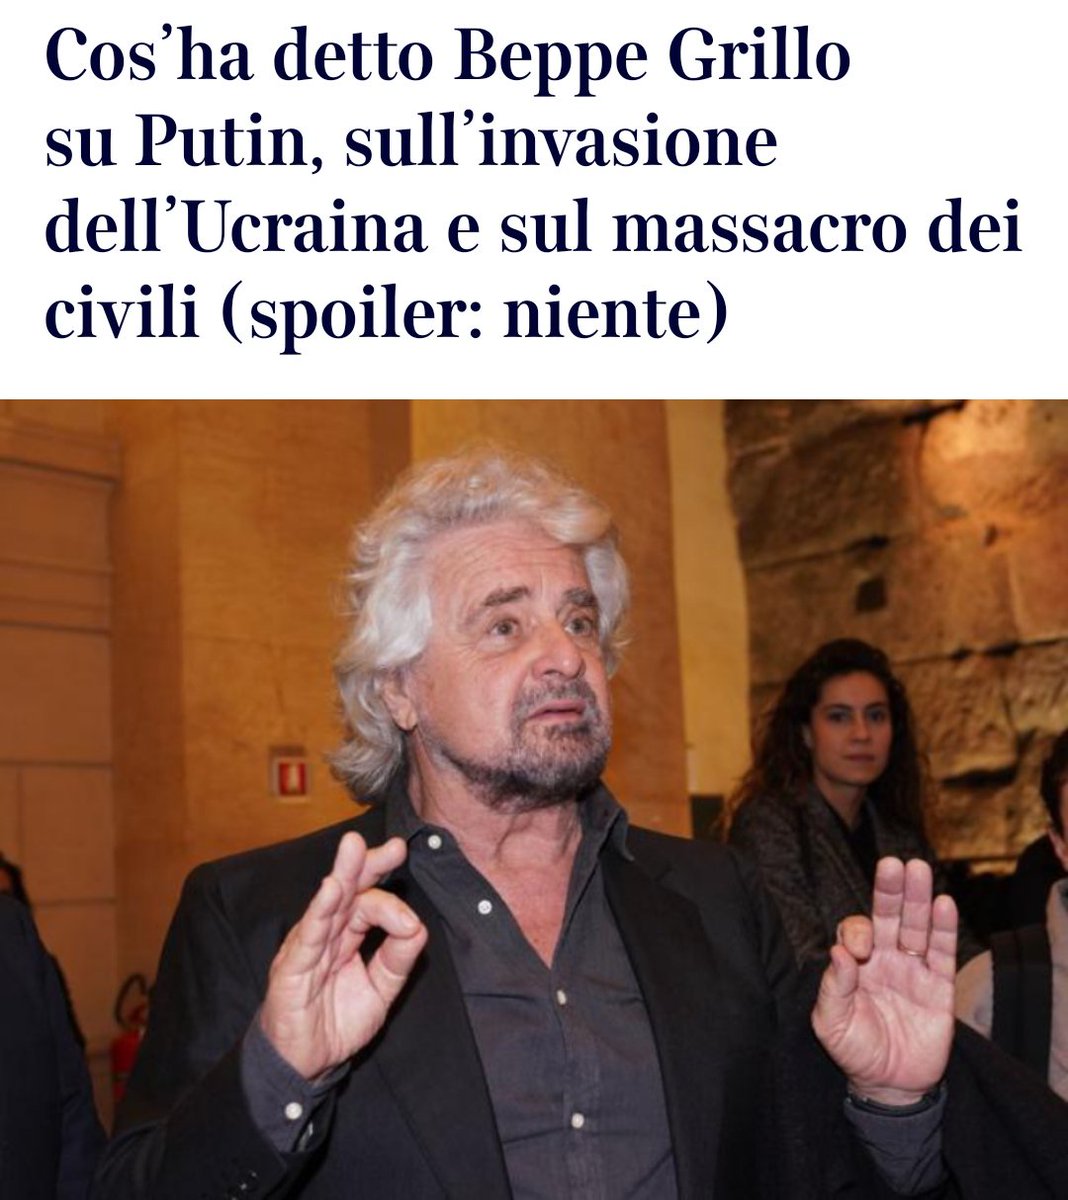 Cos’ha detto Beppe Grillo
su Putin, sull’invasione
dell’Ucraina e sul massacro dei
civili (spoiler: niente)